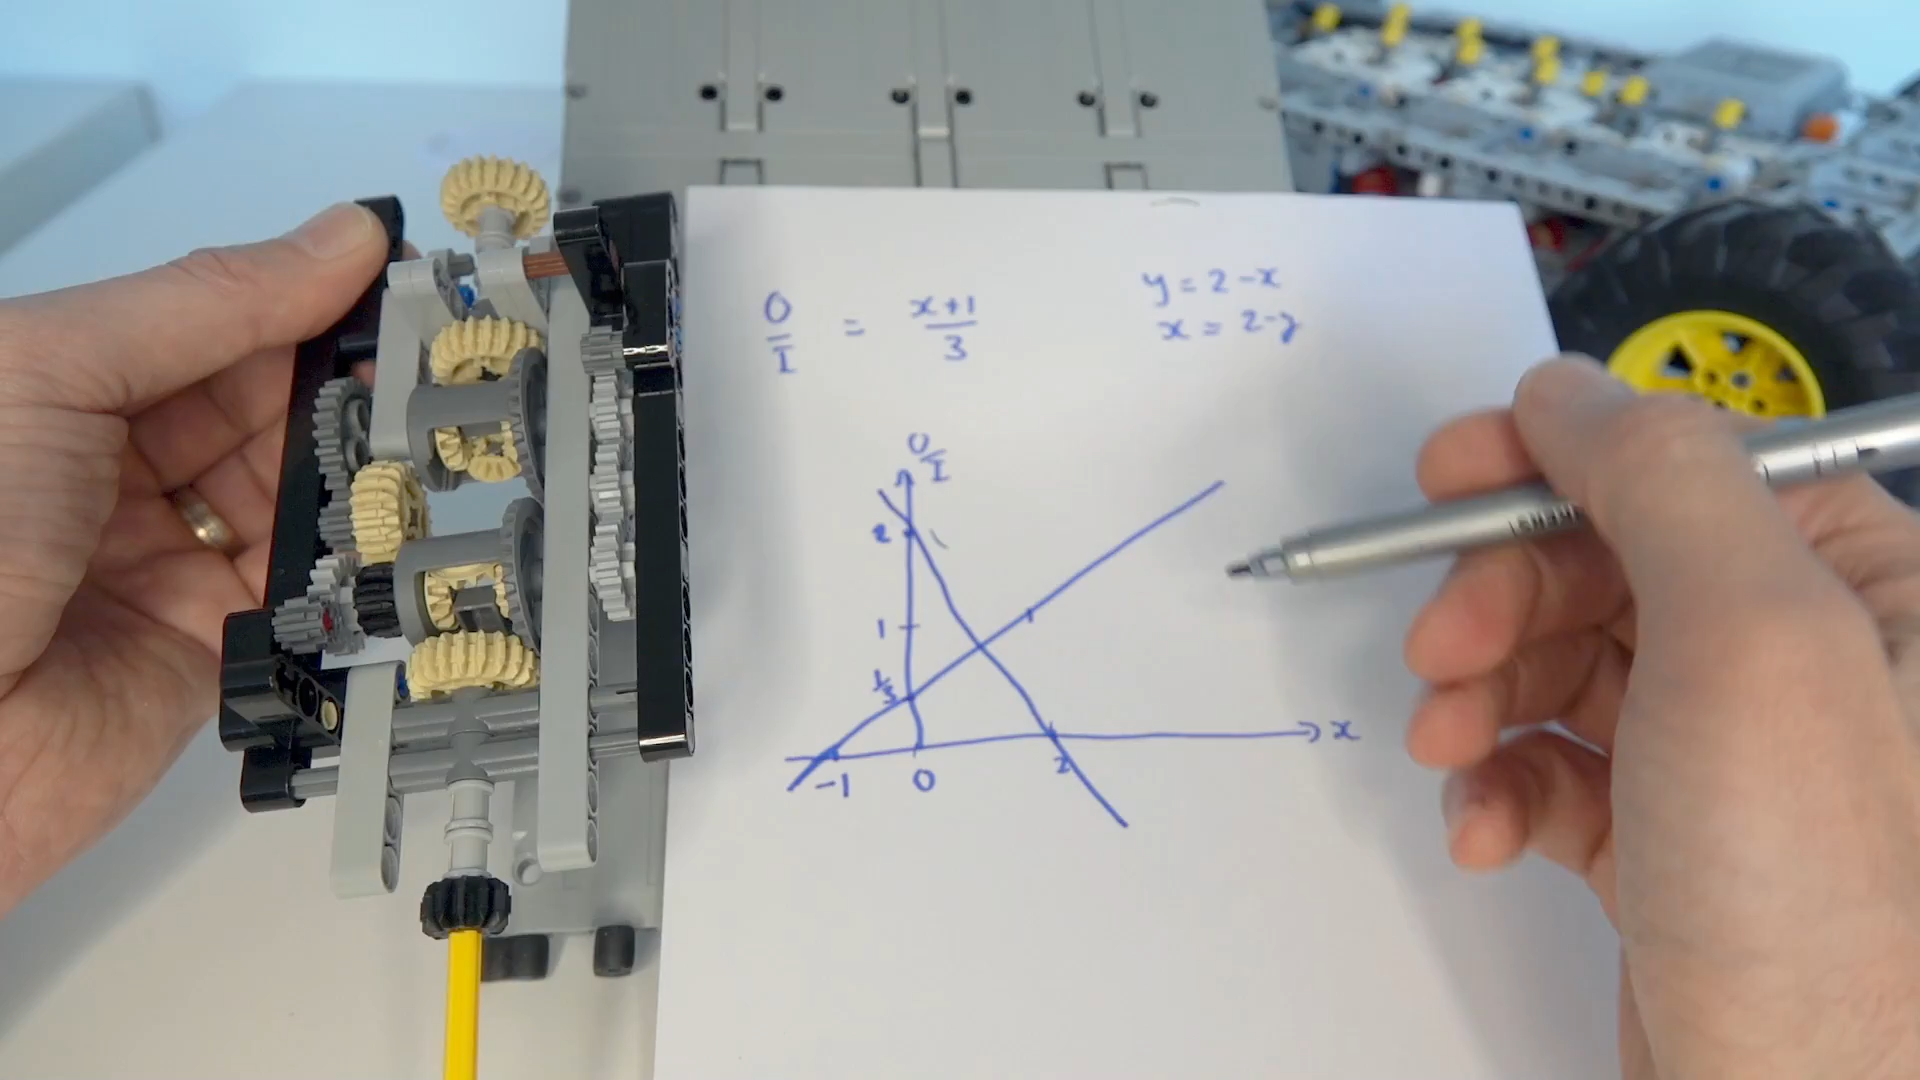 O/I = x+1/3
y = 2-x
x = 2-y
O/I
2
1
1/3
x
-1 0 2